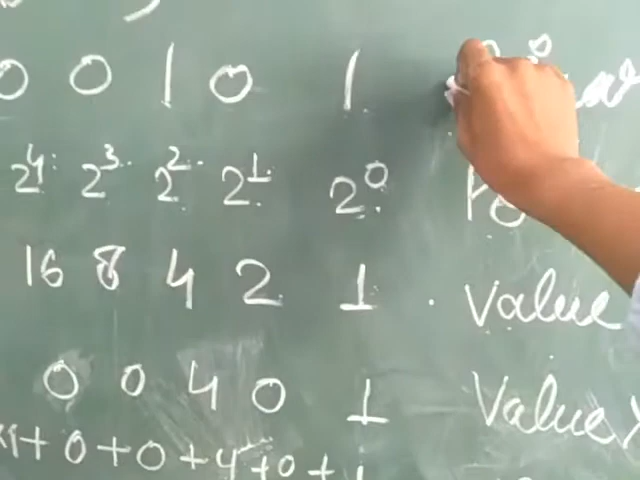 0 0 1 0 1
2⁴ 2³ 2² 2¹ 2⁰
16 8 4 2 1 Value
0 0 4 0 1 Value
+ 0 + 0 + 4 + 0 + 1